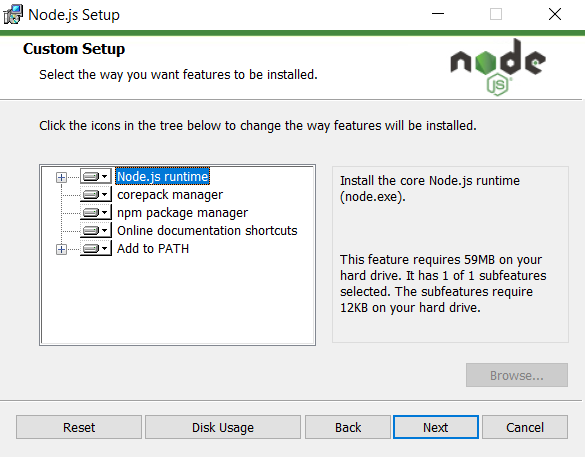 Node.js Setup
Custom Setup
Select the way you want features to be installed.
node
JS
Click the icons in the tree below to change the way features will be installed.
Node.js runtime
corepack manager
npm package manager
Online documentation shortcuts
Add to PATH
Install the core Node.js runtime
(node.exe).
This feature requires 59MB on your
hard drive. It has 1 of 1 subfeatures
selected. The subfeatures require
12KB on your hard drive.
Browse...
Reset
Disk Usage
Back
Next
Cancel